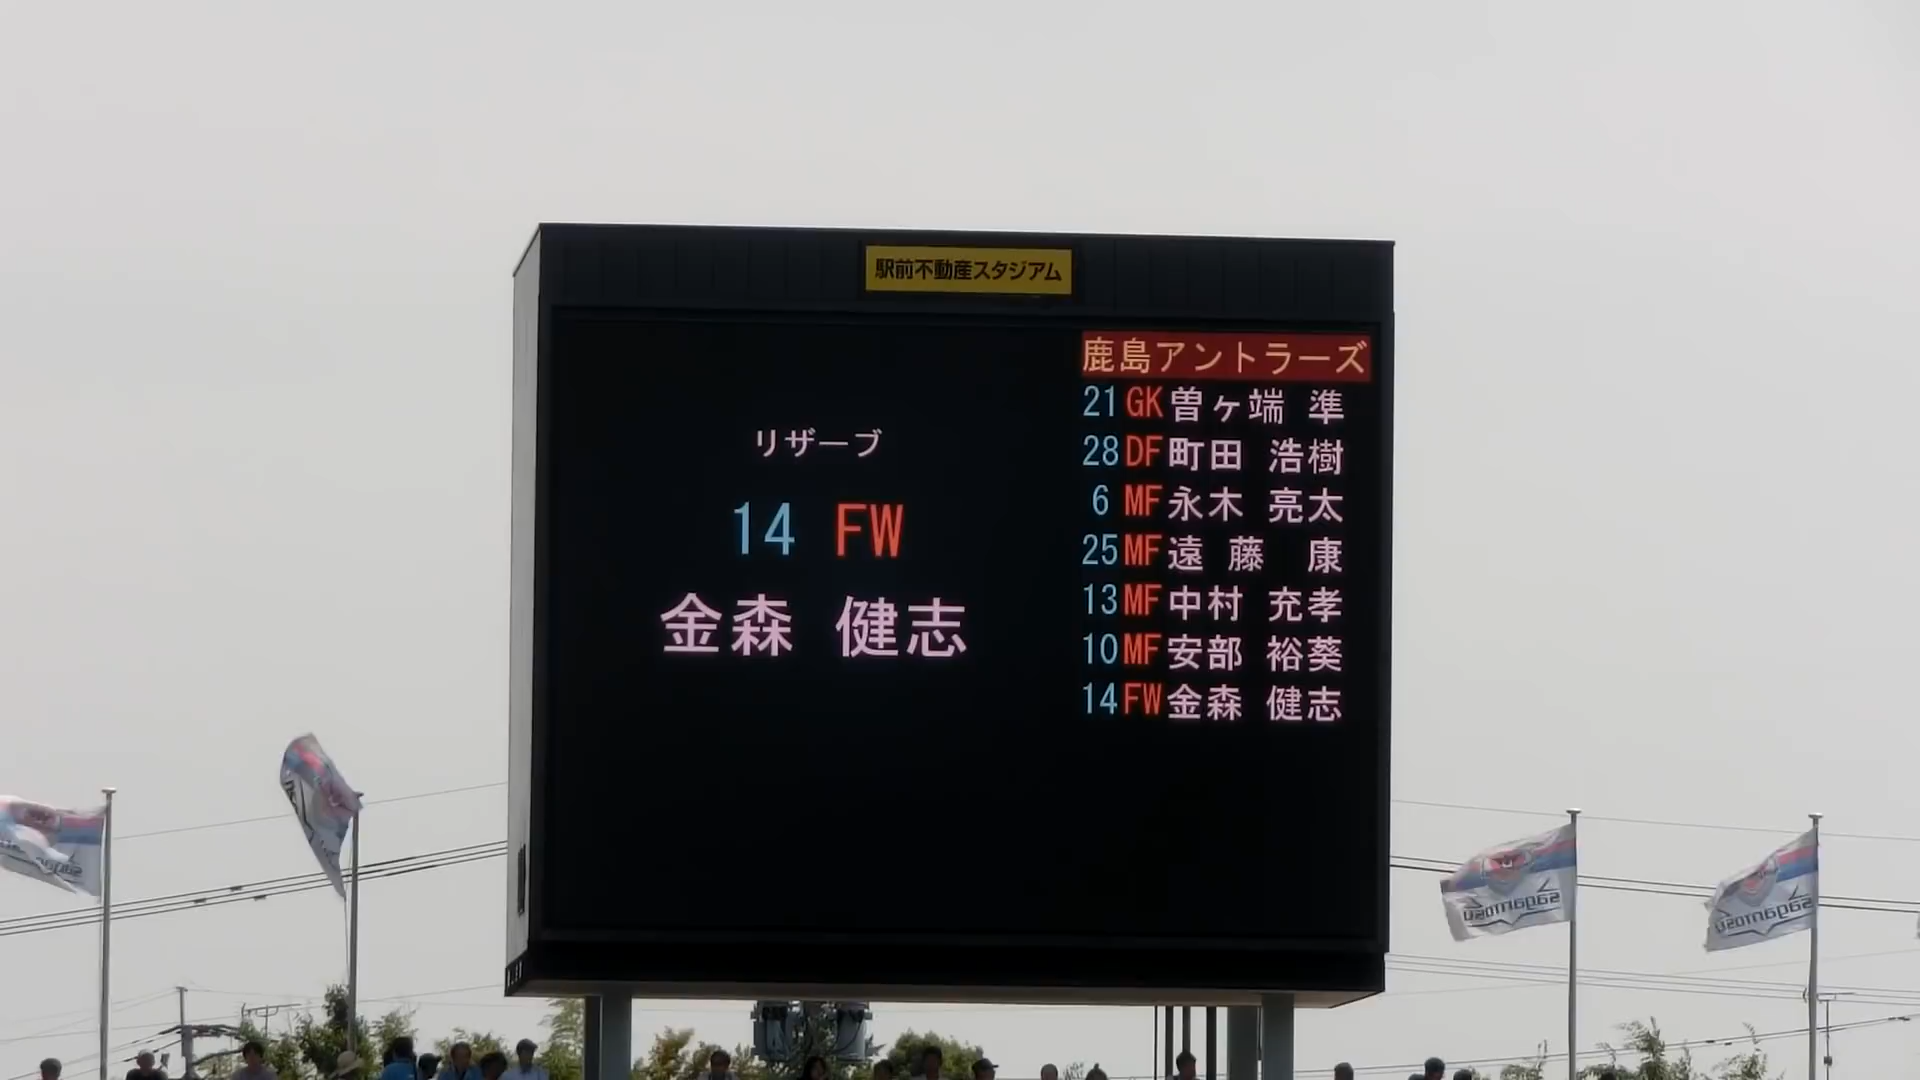 駅前不動産スタジアム
リザーブ
14 FW
金森 健志
鹿島アントラーズ
21 GK 曽ヶ端 準
28 DF 町田 浩樹
6 MF 永木 亮太
25 MF 遠藤 康
13 MF 中村 充孝
10 MF 安部 裕葵
14 FW 金森 健志
sagantosu
sagantosu